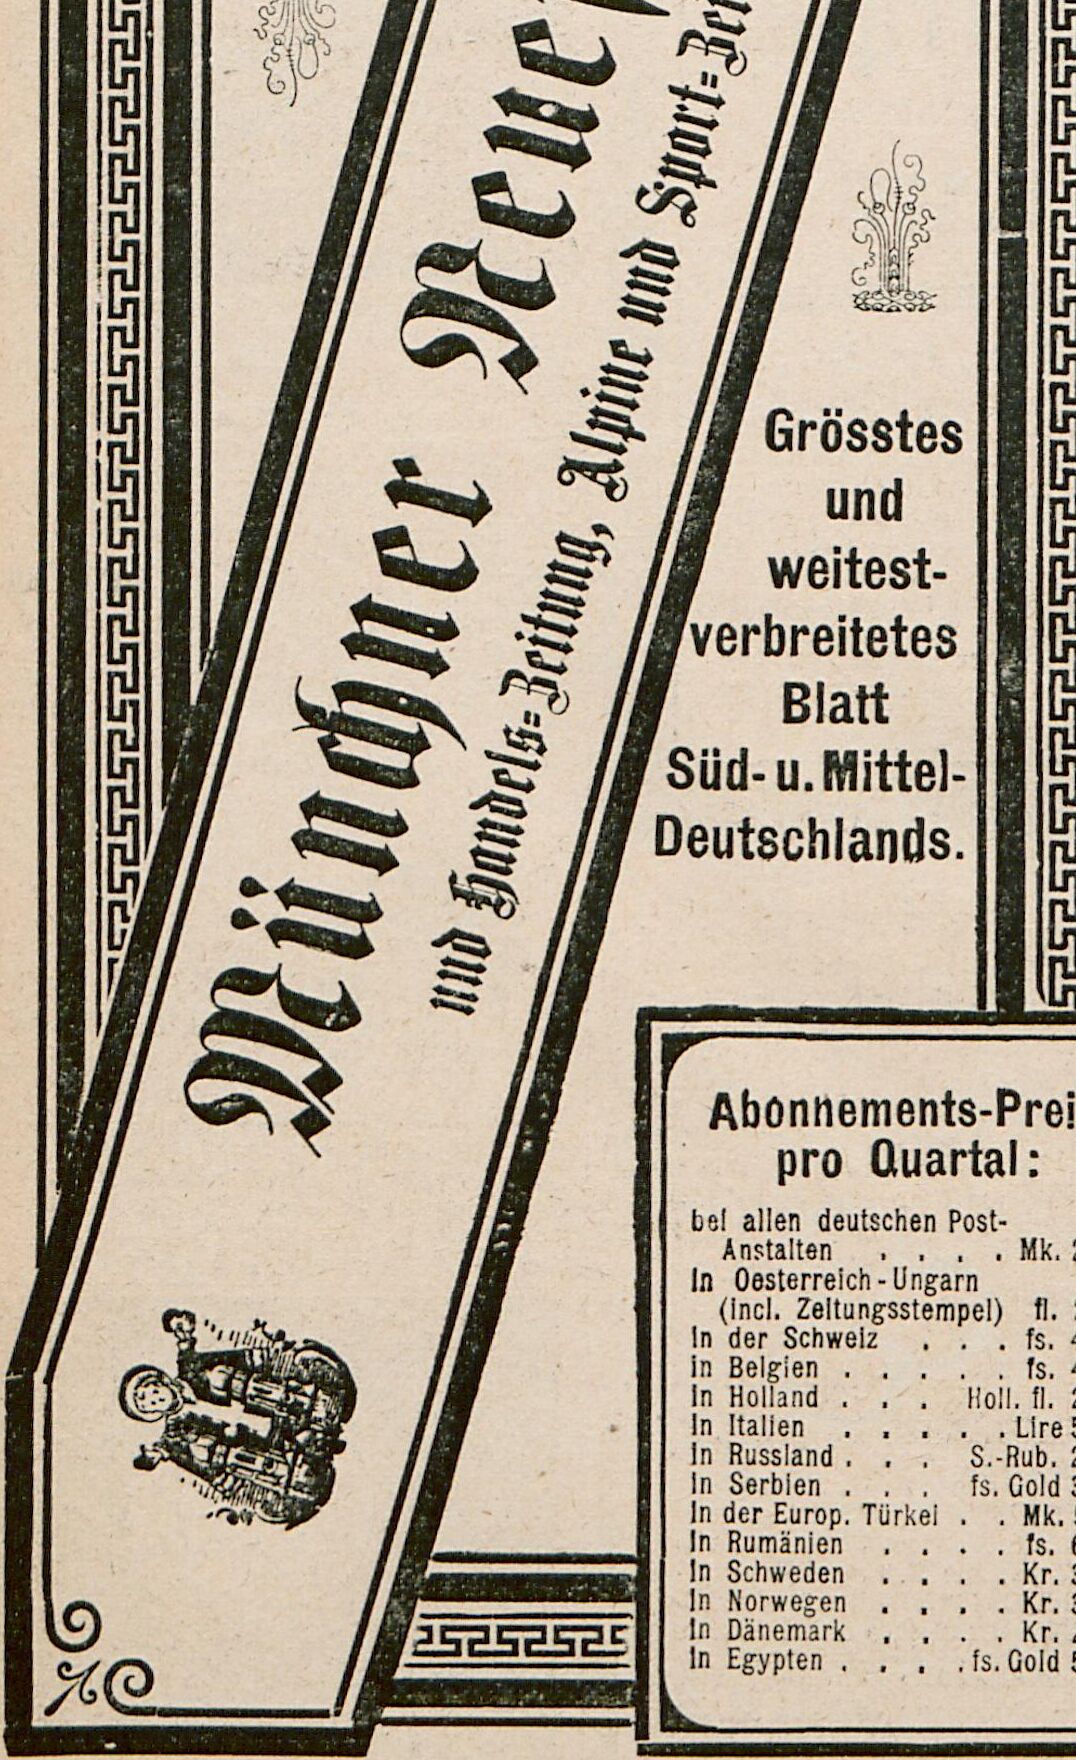 Münchner Neue
und Handels-Zeitung, Alpine und Sport-Zei
Grösstes
und
weitest-
verbreitetes
Blatt
Süd- u. Mittel-
Deutschlands.
Abonnements-Prei
pro Quartal:
bei allen deutschen Post-
Anstalten . . . . Mk.
In Oesterreich-Ungarn
(incl. Zeitungsstempel) fl.
In der Schweiz . . . fs.
in Belgien . . . . . fs.
In Holland . . . Holl. fl.
In Italien . . . . . Lire
In Russland . . . S.-Rub.
In Serbien . . . fs. Gold
In der Europ. Türkei . . Mk.
In Rumänien . . . . fs.
In Schweden . . . . Kr.
In Norwegen . . . . Kr.
In Dänemark . . . . Kr.
In Egypten . . . . fs. Gold